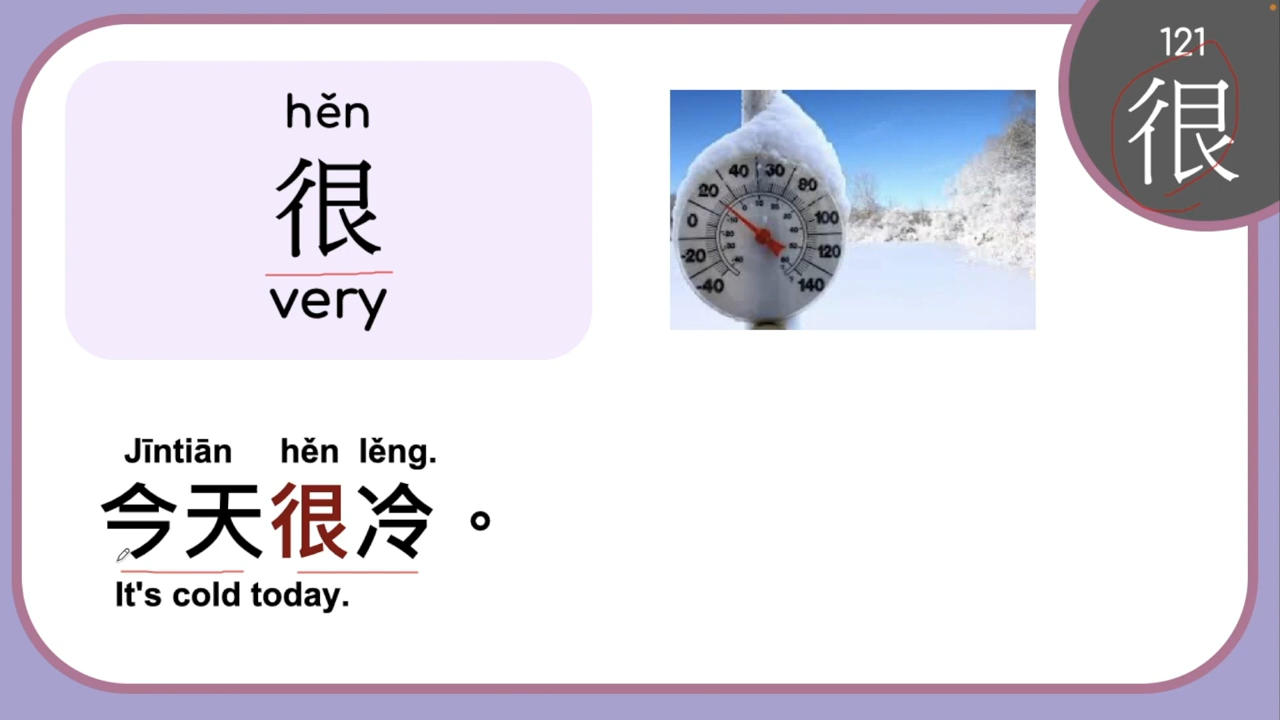 121
很
hěn
很
very
40 30
20 80
0 100
-20 120
-40 140
Jīntiān hěn lěng.
今天很冷。
It's cold today.